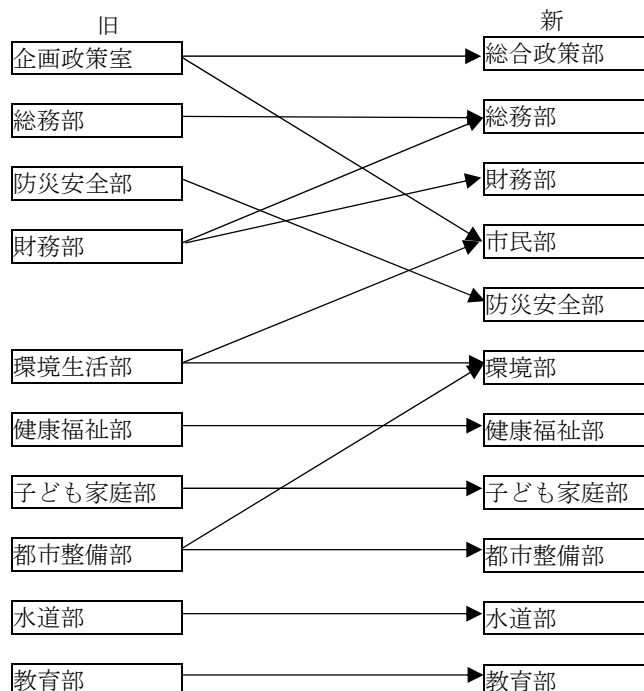 旧
新
企画政策室
総合政策部
総務部
総務部
防災安全部
財務部
財務部
市民部
防災安全部
環境生活部
環境部
健康福祉部
健康福祉部
子ども家庭部
子ども家庭部
都市整備部
都市整備部
水道部
水道部
教育部
教育部